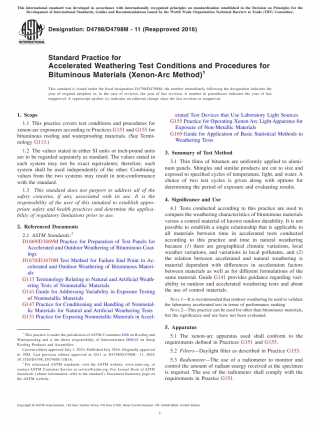 This international standard was developed in accordance with internationally recognized principles on standardization established in the Decision on Principles for the
Development of International Standards, Guides and Recommendations issued by the World Trade Organization Technical Barriers to Trade (TBT) Committee.
Designation: D4798/D4798M − 11 (Reapproved 2016)
Standard Practice for
Accelerated Weathering Test Conditions and Procedures for
Bituminous Materials (Xenon-Arc Method)1
This standard is issued under the fixed designation D4798/D4798M; the number immediately following the designation indicates the
year of original adoption or, in the case of revision, the year of last revision. A number in parentheses indicates the year of last
reapproval. A superscript epsilon (ε) indicates an editorial change since the last revision or reapproval.
1. Scope
1.1 This practice covers test conditions and procedures for
xenon-arc exposures according to Practices G151 and G155 for
bituminous roofing and waterproofing materials. (See Termi-
nology G113.)
1.2 The values stated in either SI units or inch-pound units
are to be regarded separately as standard. The values stated in
each system may not be exact equivalents; therefore, each
system shall be used independently of the other. Combining
values from the two systems may result in non-conformance
with the standard.
1.3 This standard does not purport to address all of the
safety concerns, if any, associated with its use. It is the
responsibility of the user of this standard to establish appro-
priate safety and health practices and determine the applica-
bility of regulatory limitations prior to use.
2. Referenced Documents
2.1 ASTM Standards:2
D1669/D1669M Practice for Preparation of Test Panels for
Accelerated and Outdoor Weathering of Bituminous Coat-
ings
D1670/D1670M Test Method for Failure End Point in Ac-
celerated and Outdoor Weathering of Bituminous Materi-
als
G113 Terminology Relating to Natural and Artificial Weath-
ering Tests of Nonmetallic Materials
G141 Guide for Addressing Variability in Exposure Testing
of Nonmetallic Materials
G147 Practice for Conditioning and Handling of Nonmetal-
lic Materials for Natural and Artificial Weathering Tests
G151 Practice for Exposing Nonmetallic Materials in Accel-
1 This practice is under the jurisdiction of ASTM Committee D08 on Roofing and
Waterproofing and is the direct responsibility of Subcommittee D08.02 on Steep
Roofing Products and Assemblies.
Current edition approved July 1, 2016. Published July 2016. Originally approved
in 1988. Last previous edition approved in 2011 as D4798/D4798M – 11. DOI:
10.1520/D4798_D4798M-11R16.
2 For referenced ASTM standards, visit the ASTM website, www.astm.org, or
contact ASTM Customer Service at service@astm.org. For Annual Book of ASTM
Standards volume information, refer to the standard's Document Summary page on
the ASTM website.
erated Test Devices that Use Laboratory Light Sources
G155 Practice for Operating Xenon Arc Light Apparatus for
Exposure of Non-Metallic Materials
G169 Guide for Application of Basic Statistical Methods to
Weathering Tests
3. Summary of Test Method
3.1 Thin films of bitumen are uniformly applied to alumi-
num panels. Shingles and similar products are cut to size and
exposed to specified cycles of temperature, light, and water. A
choice of two test cycles is given along with options for
determining the period of exposure and evaluating results.
4. Significance and Use
4.1 Tests conducted according to this practice are used to
compare the weathering characteristics of bituminous materials
versus a control material of known outdoor durability. It is not
possible to establish a single relationship that is applicable to
all materials between time in accelerated tests conducted
according to this practice and time in natural weathering
because (1) there are geographical climatic variations, local
weather variations, and variations in local pollutants, and (2)
the relation between accelerated and natural weathering is
material dependent with differences in acceleration factors
between materials as well as for different formulations of the
same material. Guide G141 provides guidance regarding vari-
ability in outdoor and accelerated weathering tests and about
the use of control materials.
NOTE 1—It is recommended that outdoor weathering be used to validate
the laboratory accelerated test in terms of performance ranking.
NOTE 2—This practice can be used for other than bituminous materials,
but the significance and use have not been evaluated.
5. Apparatus
5.1 The xenon-arc apparatus used shall conform to the
requirements defined in Practices G151 and G155.
5.2 Filters—Daylight filter as described in Practice G155.
5.3 Radiometer—The use of a radiometer to monitor and
control the amount of radiant energy received at the specimen
is required. The use of the radiometer shall comply with the
requirements in Practice G151.
Copyright © ASTM International, 100 Barr Harbor Drive, PO Box C700, West Conshohocken, PA 19428-2959. United States
1